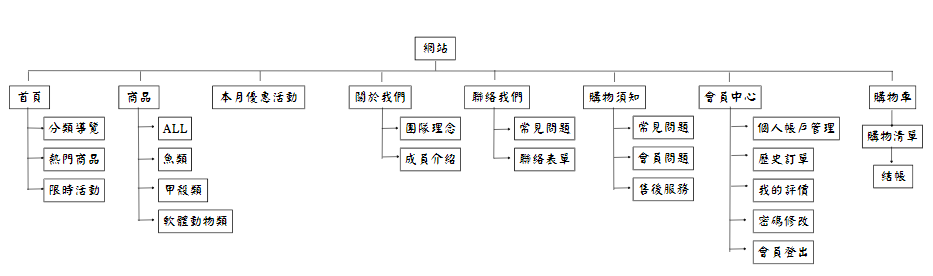 網站
首頁
商品
本月優惠活動
關於我們
聯絡我們
購物須知
會員中心
購物車
分類導覽
熱門商品
限時活動
ALL
魚類
甲殼類
軟體動物類
團隊理念
成員介紹
常見問題
聯絡表單
常見問題
會員問題
售後服務
個人帳戶管理
歷史訂單
我的評價
密碼修改
會員登出
購物清單
結帳